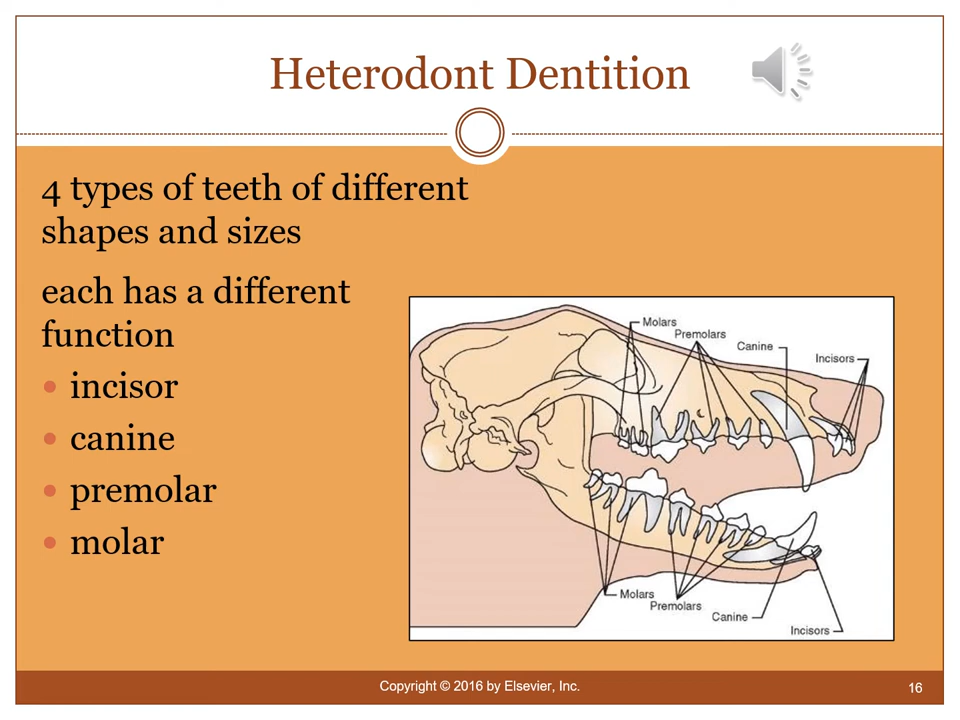 Heterodont Dentition
4 types of teeth of different
shapes and sizes
each has a different
function
incisor
canine
premolar
molar
Molars
Premolars
Canine
Incisors
Molars
Premolars
Canine
Incisors
Copyright © 2016 by Elsevier, Inc.
16